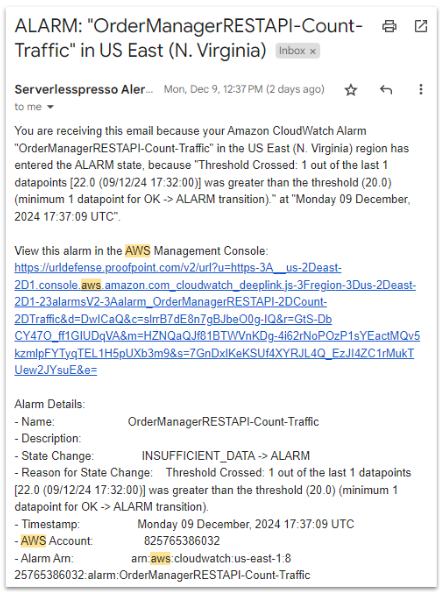 ALARM: "OrderManagerRESTAPI-Count-
Traffic" in US East (N. Virginia) Inbox ×
Serverlesspresso Aler... Mon, Dec 9, 12:37 PM (2 days ago)
to me
You are receiving this email because your Amazon CloudWatch Alarm
"OrderManagerRESTAPI-Count-Traffic" in the US East (N. Virginia) region has
entered the ALARM state, because "Threshold Crossed: 1 out of the last 1
datapoints [22.0 (09/12/24 17:32:00)] was greater than the threshold (20.0)
(minimum 1 datapoint for OK -> ALARM transition)." at "Monday 09 December,
2024 17:37:09 UTC".
View this alarm in the AWS Management Console:
https://urldefense.proofpoint.com/v2/url?u=https-3A__us-2Deast-
2D1.console.aws.amazon.com_cloudwatch_deeplink.js-3Fregion-3Dus-2Deast-
2D1-23alarmsV2-3Aalarm_OrderManagerRESTAPI-2DCount-
2DTraffic&d=DwICaQ&c=slrrB7dE8n7gBJbeO0g-IQ&r=GtS-Db
CY47O_ff1GIUDqVA&m=HZNQaQJf81BTWVnKDg-4i62rNoPOzP1sYEactMQv5
kzmlpFYTyqTEL1H5pUXb3m9&s=7GnDxIKeKSUf4XYRJL4Q_EzJI4ZC1rMukT
Uew2JYsuE&e=
Alarm Details:
- Name: OrderManagerRESTAPI-Count-Traffic
- Description:
- State Change: INSUFFICIENT_DATA -> ALARM
- Reason for State Change: Threshold Crossed: 1 out of the last 1 datapoints
[22.0 (09/12/24 17:32:00)] was greater than the threshold (20.0) (minimum 1
datapoint for OK -> ALARM transition).
- Timestamp: Monday 09 December, 2024 17:37:09 UTC
- AWS Account: 825765386032
- Alarm Arn: arn:aws:cloudwatch:us-east-1:8
25765386032:alarm:OrderManagerRESTAPI-Count-Traffic